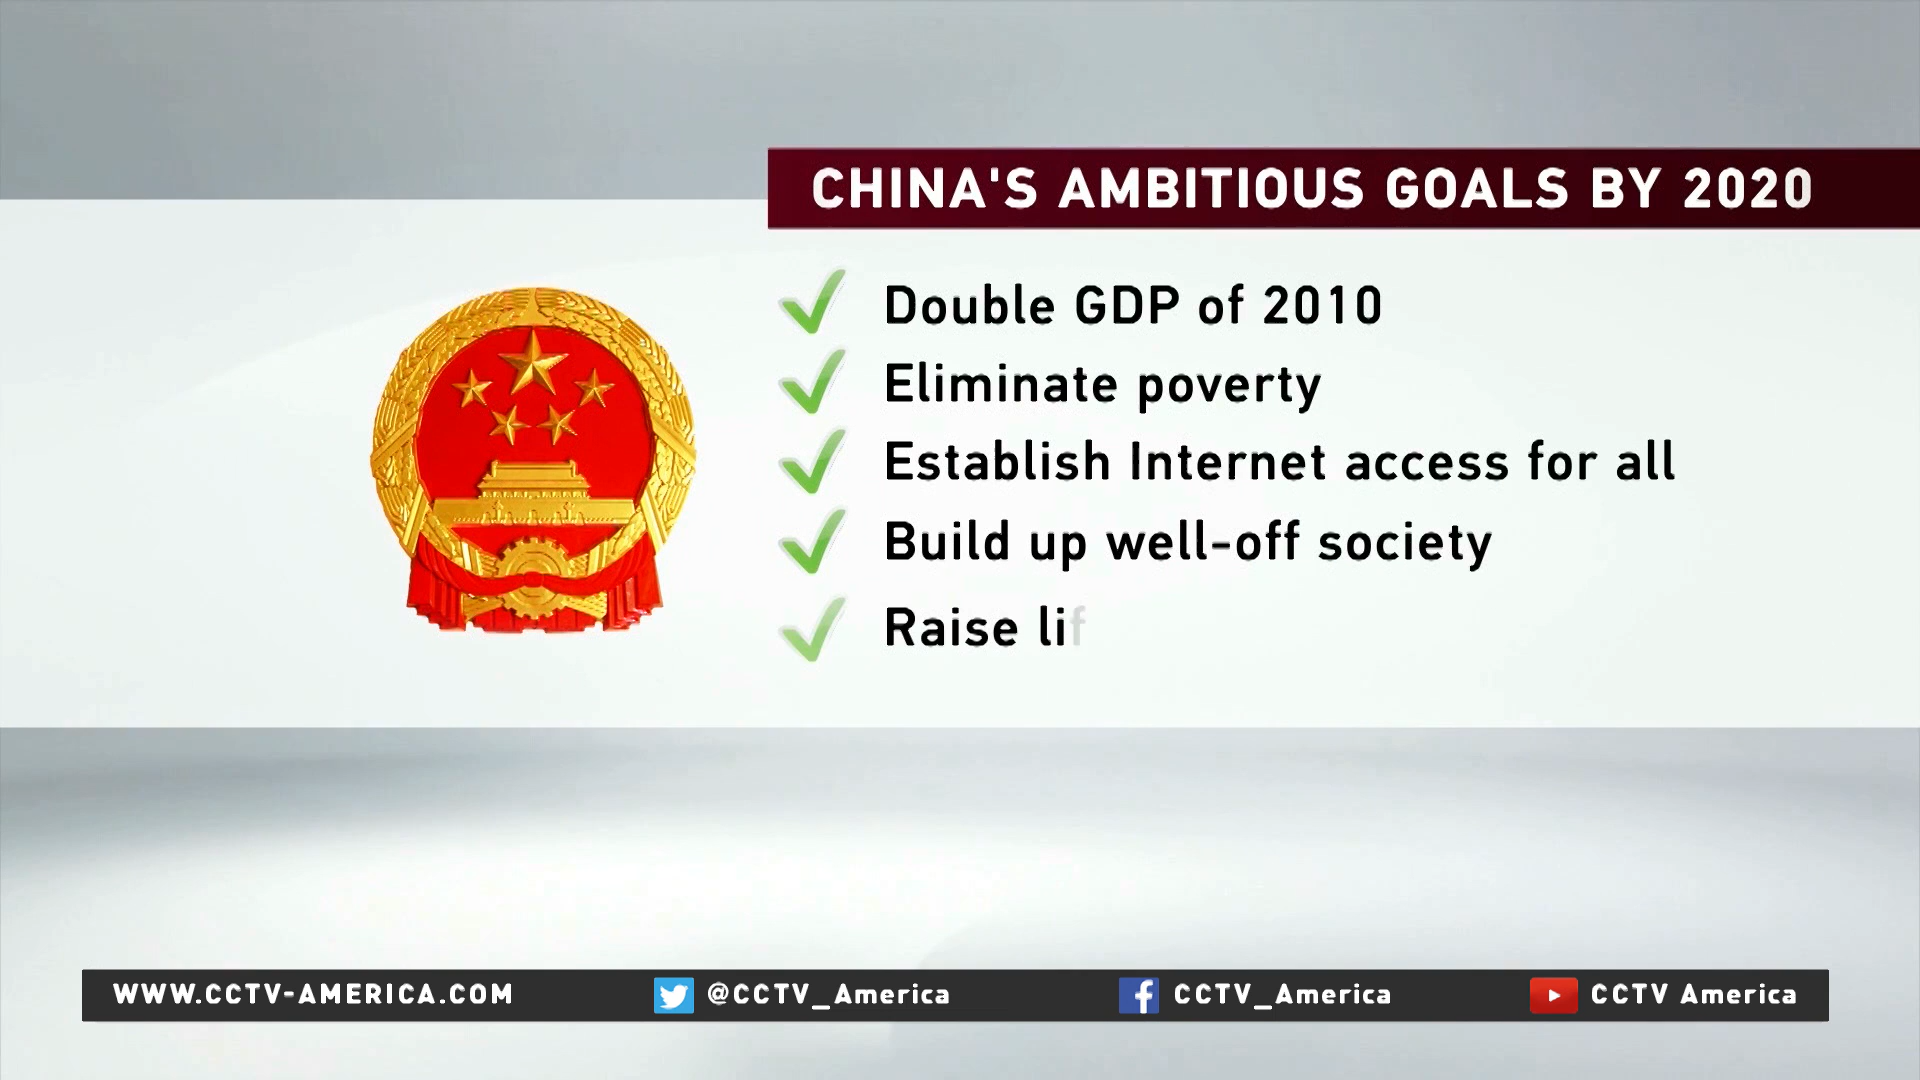 CHINA'S AMBITIOUS GOALS BY 2020
Double GDP of 2010
Eliminate poverty
Establish Internet access for all
Build up well-off society
Raise lif
WWW.CCTV-AMERICA.COM @CCTV_America CCTV_America CCTV America